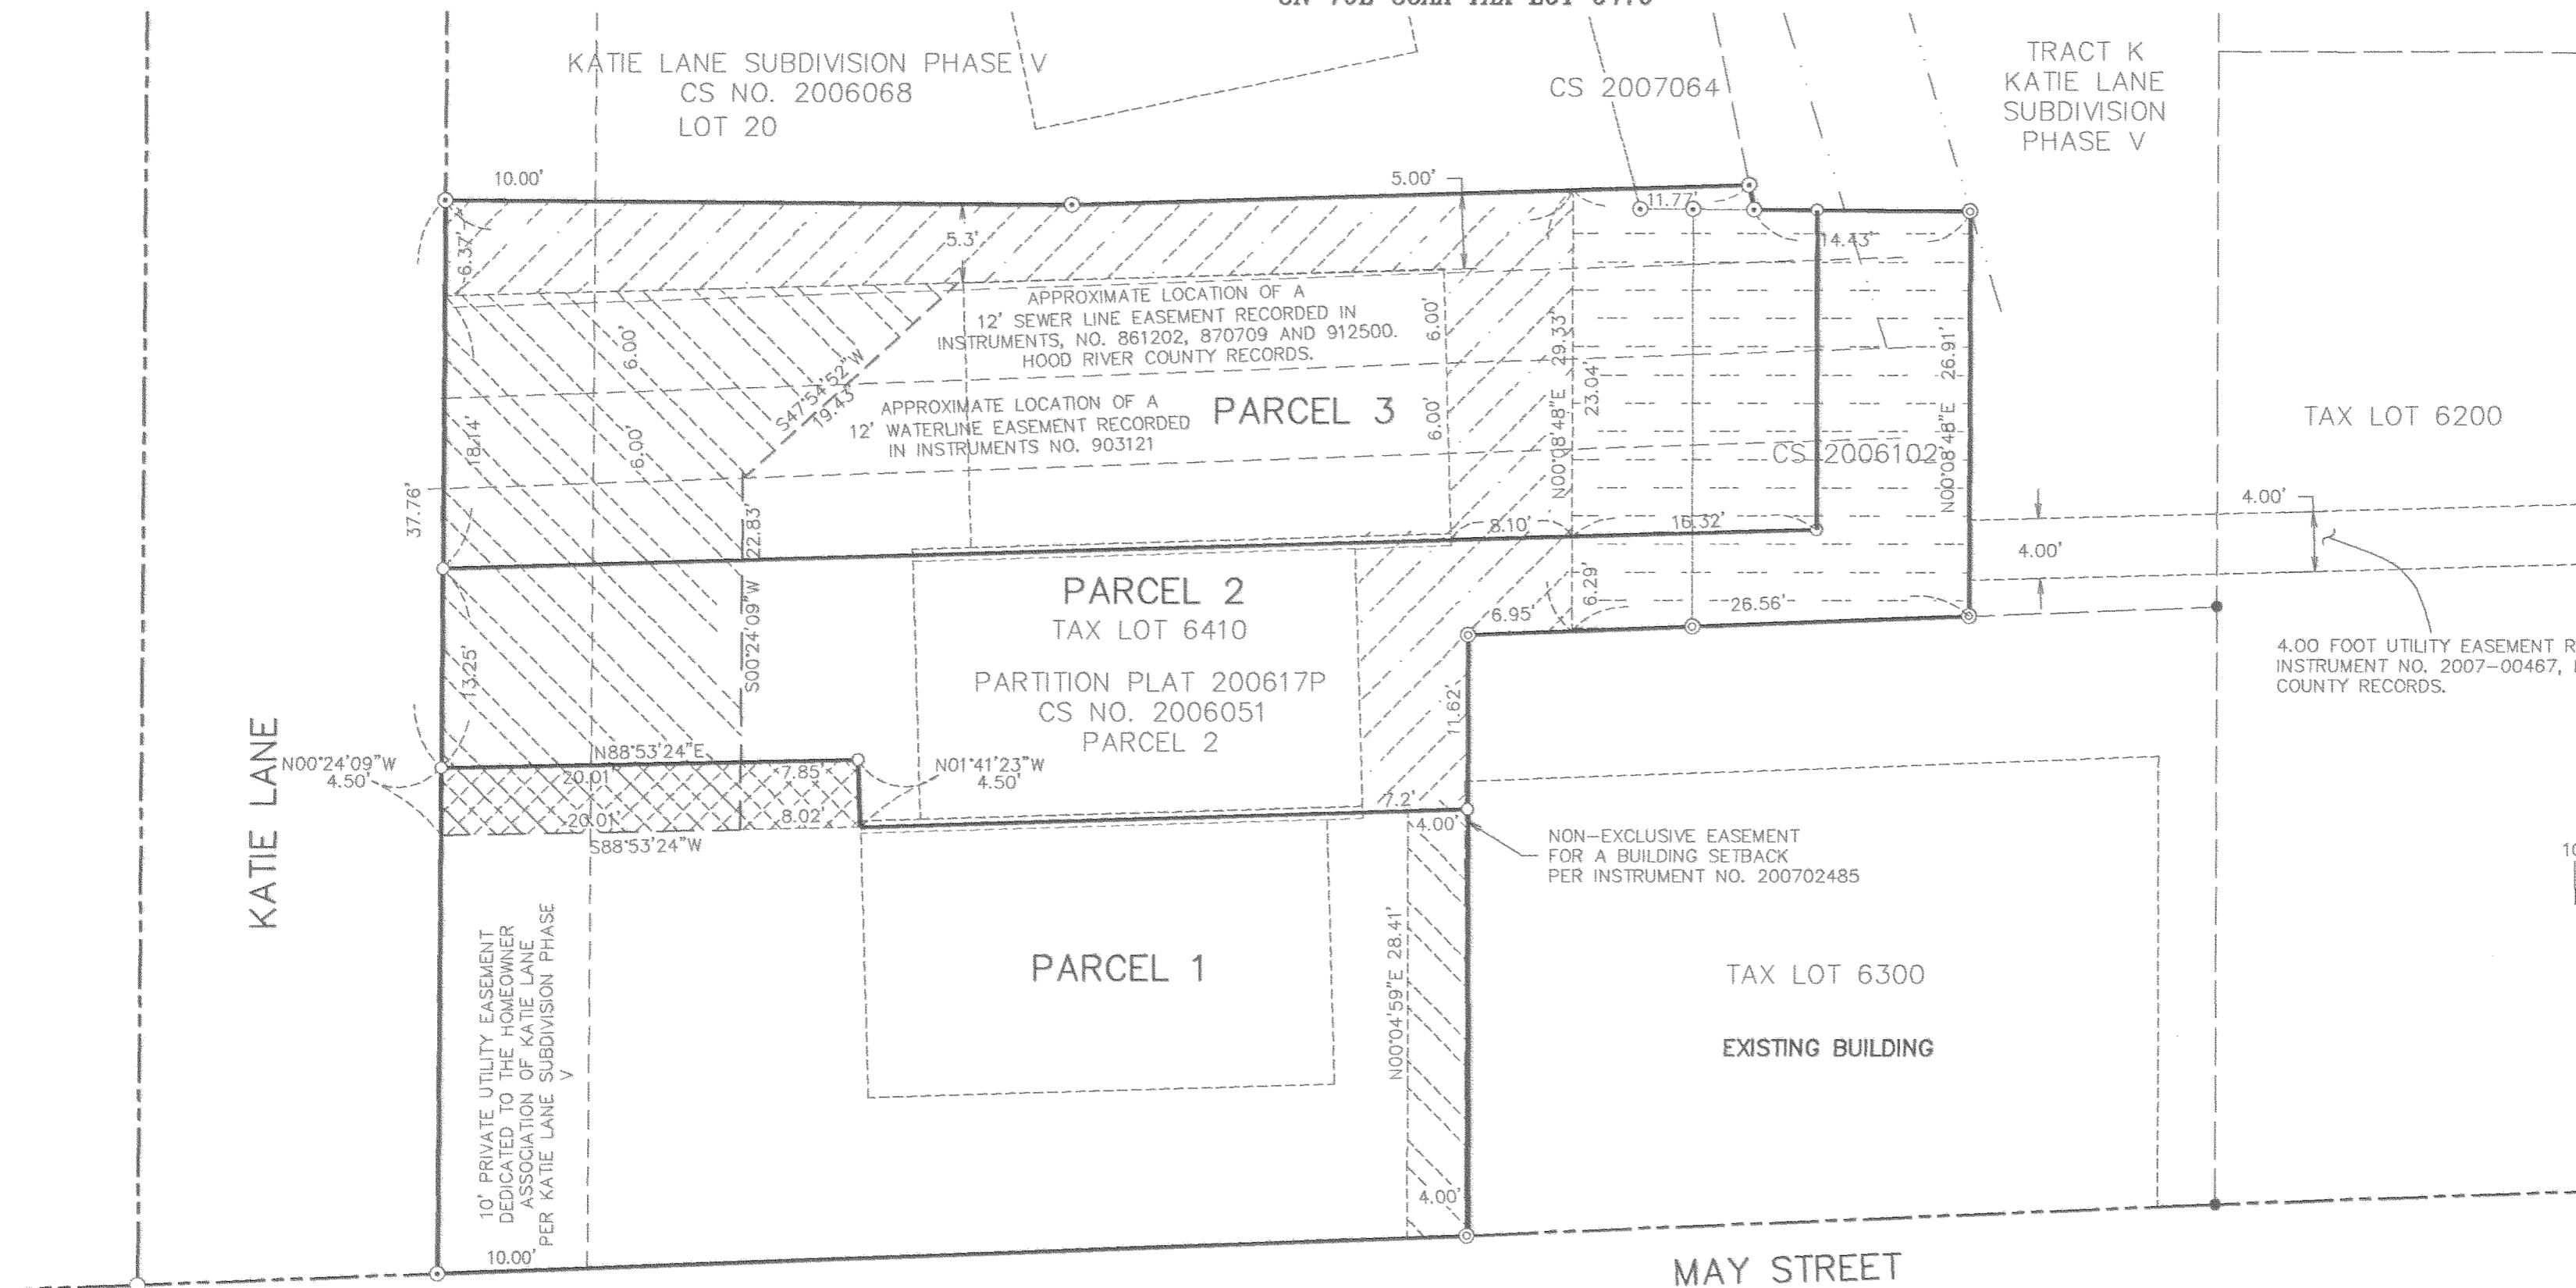 KATIE LANE SUBDIVISION PHASE V
CS NO. 2006068
LOT 20
CS 2007064
TRACT K
KATIE LANE
SUBDIVISION
PHASE V
10.00'
5.00'
11.77'
14.43'
6.37'
5.3'
APPROXIMATE LOCATION OF A
12' SEWER LINE EASEMENT RECORDED IN
INSTRUMENTS, NO. 861202, 870709 AND 912500.
HOOD RIVER COUNTY RECORDS.
6.00'
6.00'
S47°54'52"W
19.43'
N00°08'48"E 29.33'
23.04'
N00°08'48"E 26.91'
APPROXIMATE LOCATION OF A
12' WATERLINE EASEMENT RECORDED
IN INSTRUMENTS NO. 903121
PARCEL 3
6.00'
6.00'
18.14'
37.76'
CS 2006102
TAX LOT 6200
22.83'
S00°24'09"W
8.10'
16.32'
4.00'
4.00'
PARCEL 2
TAX LOT 6410
PARTITION PLAT 200617P
CS NO. 2006051
PARCEL 2
6.29'
6.95'
26.56'
11.62'
13.25'
4.00 FOOT UTILITY EASEMENT R
INSTRUMENT NO. 2007-00467,
COUNTY RECORDS.
KATIE LANE
N00°24'09"W
4.50'
N88°53'24"E
20.01'
7.85'
N01°41'23"W
4.50'
20.01'
8.02'
S88°53'24"W
7.2'
4.00'
NON-EXCLUSIVE EASEMENT
FOR A BUILDING SETBACK
PER INSTRUMENT NO. 200702485
10' PRIVATE UTILITY EASEMENT
DEDICATED TO THE HOMEOWNER
ASSOCIATION OF KATIE LANE
PER KATIE LANE SUBDIVISION PHASE
V
PARCEL 1
N00°04'59"E 28.41'
TAX LOT 6300
EXISTING BUILDING
4.00'
10.00'
MAY STREET